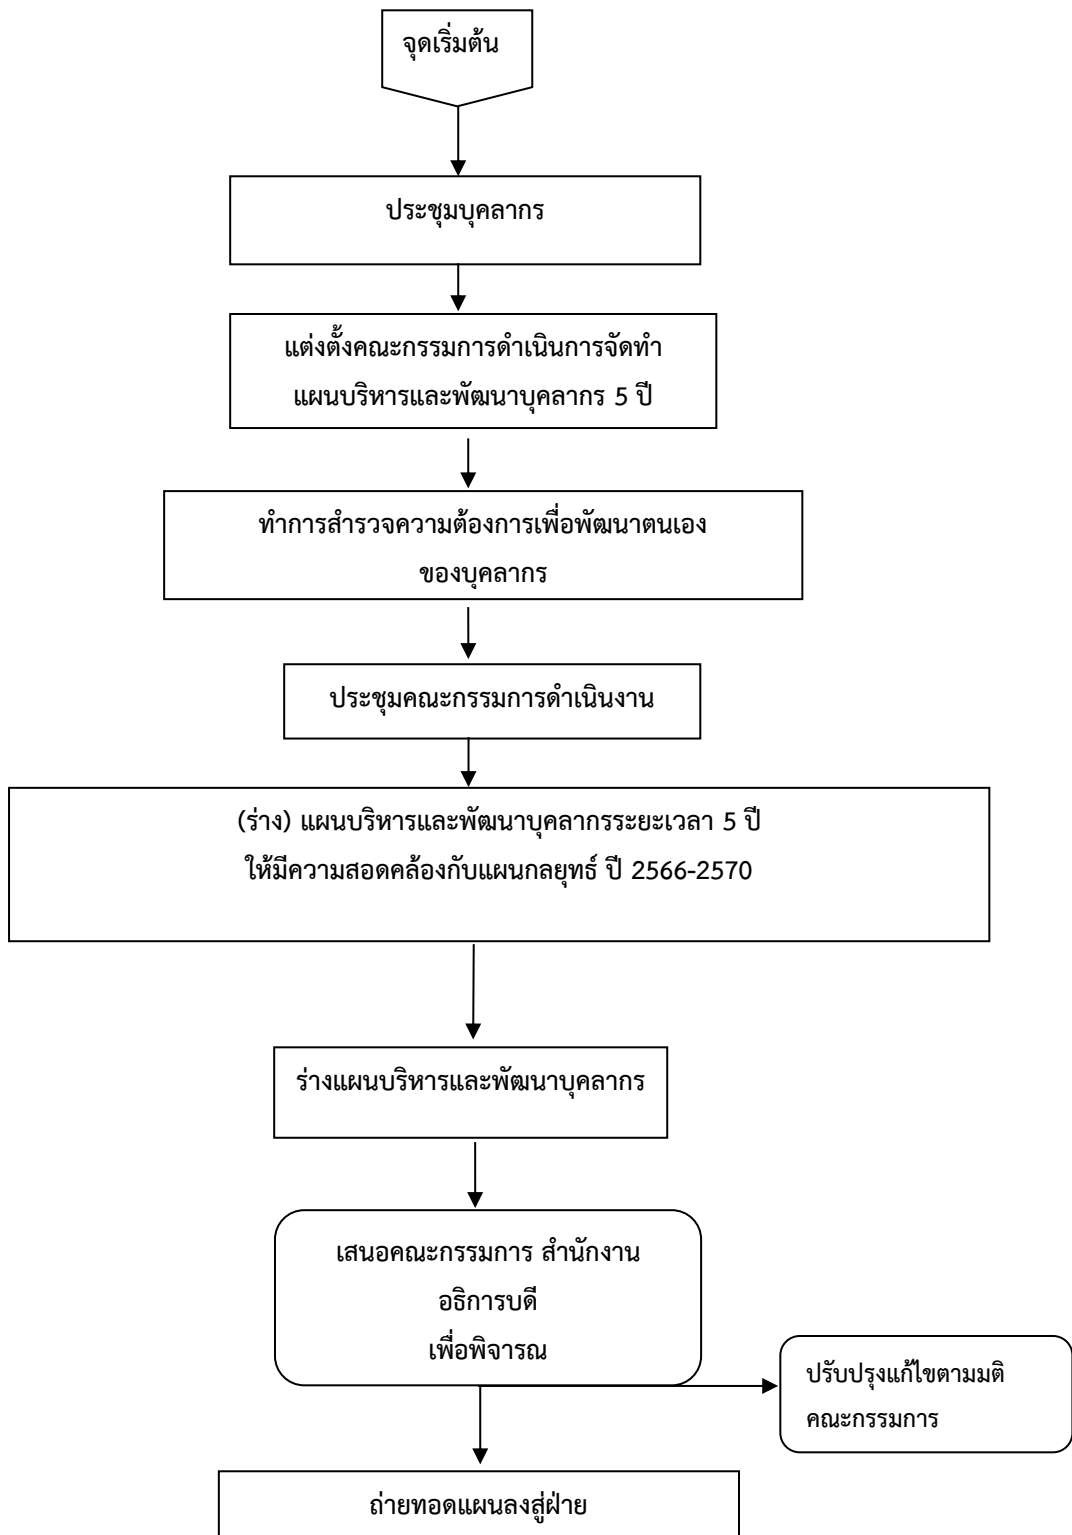 จุดเริ่มต้น
ประชุมบุคลากร
แต่งตั้งคณะกรรมการดำเนินการจัดทำ
แผนบริหารและพัฒนาบุคลากร 5 ปี
ทำการสำรวจความต้องการเพื่อพัฒนาตนเอง
ของบุคลากร
ประชุมคณะกรรมการดำเนินงาน
(ร่าง) แผนบริหารและพัฒนาบุคลากรระยะเวลา 5 ปี
ให้มีความสอดคล้องกับแผนกลยุทธ์ ปี 2566-2570
ร่างแผนบริหารและพัฒนาบุคลากร
เสนอคณะกรรมการ สำนักงาน
อธิการบดี
เพื่อพิจารณ
ปรับปรุงแก้ไขตามมติ
คณะกรรมการ
ถ่ายทอดแผนลงสู่ฝ่าย